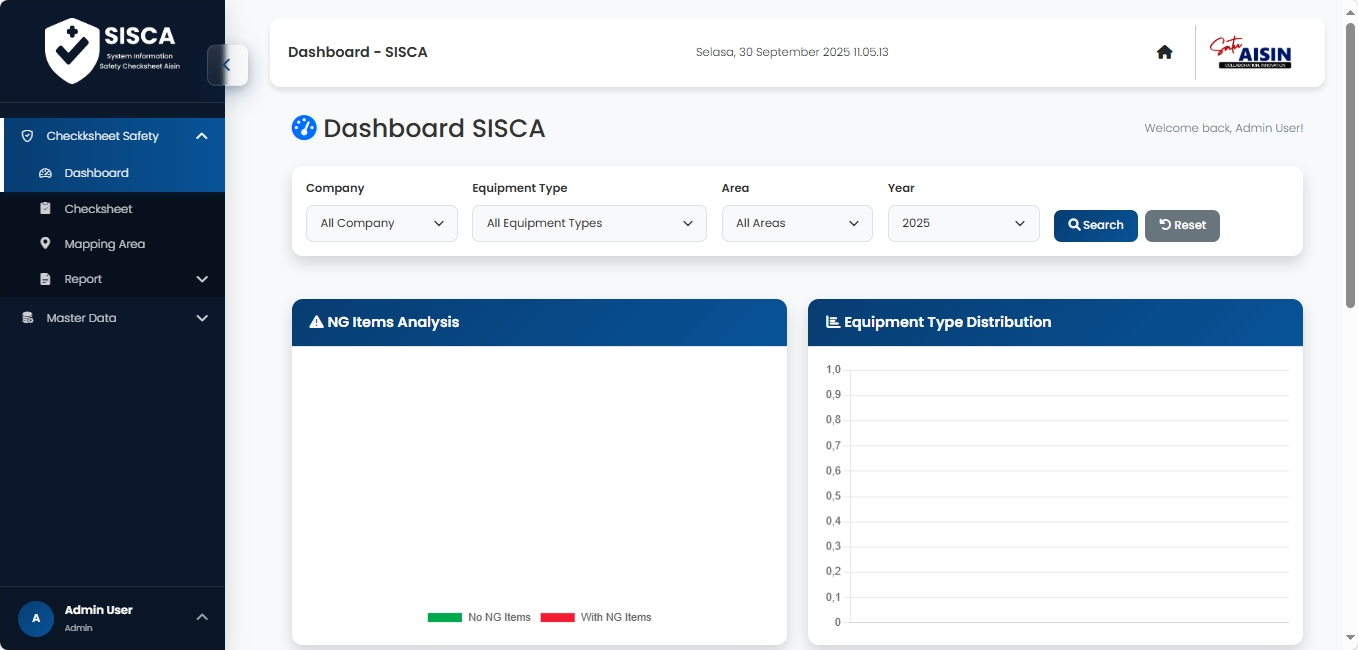 SISCA
System Information
Safety Checksheet Aisin
Checkksheet Safety
Dashboard
Checksheet
Mapping Area
Report
Master Data
A
Admin User
Admin
Dashboard - SISCA
Selasa, 30 September 2025 11.05.13
Satu
AISIN
COLLABORATION, INNOVATION
Dashboard SISCA
Welcome back, Admin User!
Company
Equipment Type
Area
Year
All Company
All Equipment Types
All Areas
2025
Search
Reset
NG Items Analysis
No NG Items
With NG Items
Equipment Type Distribution
1,0
0,9
0,8
0,7
0,6
0,5
0,4
0,3
0,2
0,1
0